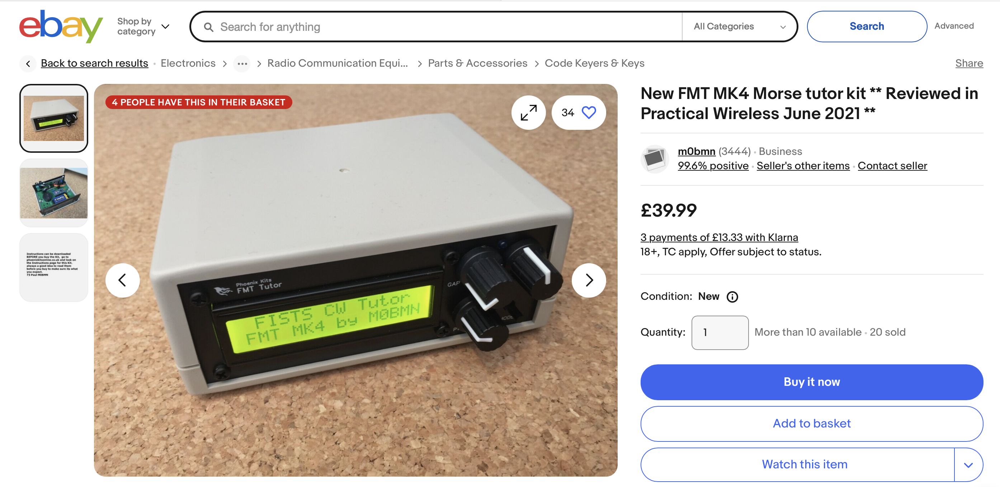 ebay
Shop by
category
Search for anything
All Categories
Search
Advanced
Back to search results
Electronics
Radio Communication Equi...
Parts & Accessories
Code Keyers & Keys
Share
4 PEOPLE HAVE THIS IN THEIR BASKET
34
Phoenix Kits
FMT Tutor
FISTS CW Tutor
FMT MK4 by M0BMN
GAP
MODE
Instructions can be downloaded
BEFORE you buy the Kit, go to
phoenixkitsonline.co.uk and look on
the Instructions page for this Kit.
always a good idea to read them
before you buy to make sure its what
you expect.
73 Paul M0BMN
New FMT MK4 Morse tutor kit ** Reviewed in
Practical Wireless June 2021 **
m0bmn (3444) • Business
99.6% positive • Seller's other items • Contact seller
£39.99
3 payments of £13.33 with Klarna
18+, TC apply, Offer subject to status.
Condition: New
Quantity: 1 More than 10 available • 20 sold
Buy it now
Add to basket
Watch this item